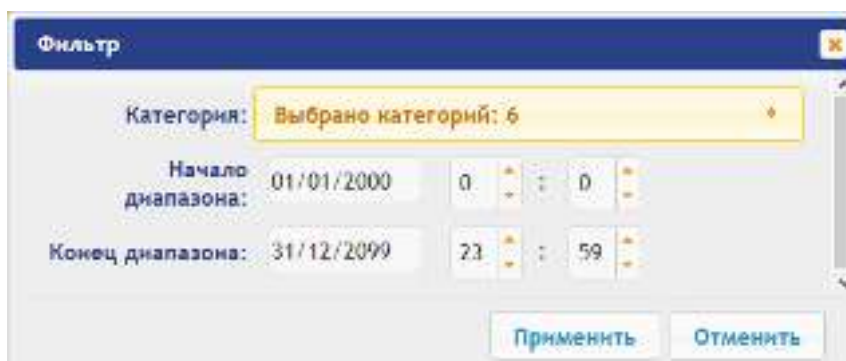 Фильтр
Категория: Выбрано категорий: 6
Начало диапазона: 01/01/2000 0 : 0
Конец диапазона: 31/12/2099 23 : 59
Применить Отменить